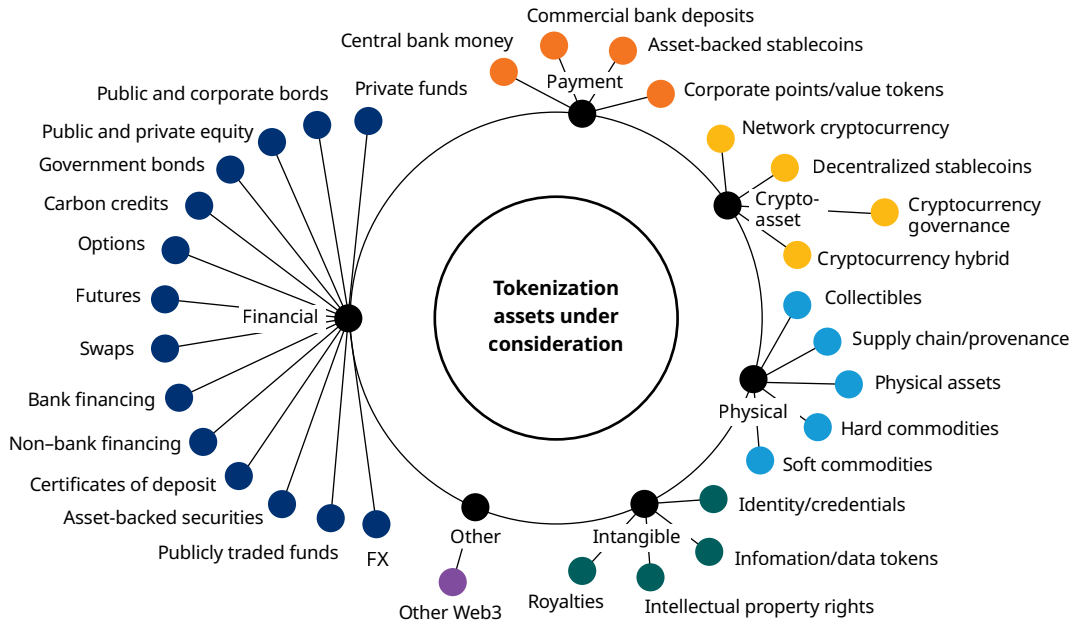 Commercial bank deposits
Central bank money
Asset-backed stablecoins
Payment
Corporate points/value tokens
Private funds
Public and corporate bords
Public and private equity
Government bonds
Carbon credits
Options
Futures
Financial
Swaps
Bank financing
Non–bank financing
Certificates of deposit
Asset-backed securities
Publicly traded funds
FX
Tokenization
assets under
consideration
Network cryptocurrency
Decentralized stablecoins
Crypto-
asset
Cryptocurrency
governance
Cryptocurrency hybrid
Collectibles
Supply chain/provenance
Physical assets
Physical
Hard commodities
Soft commodities
Identity/credentials
Intangible
Infomation/data tokens
Intellectual property rights
Royalties
Other
Other Web3